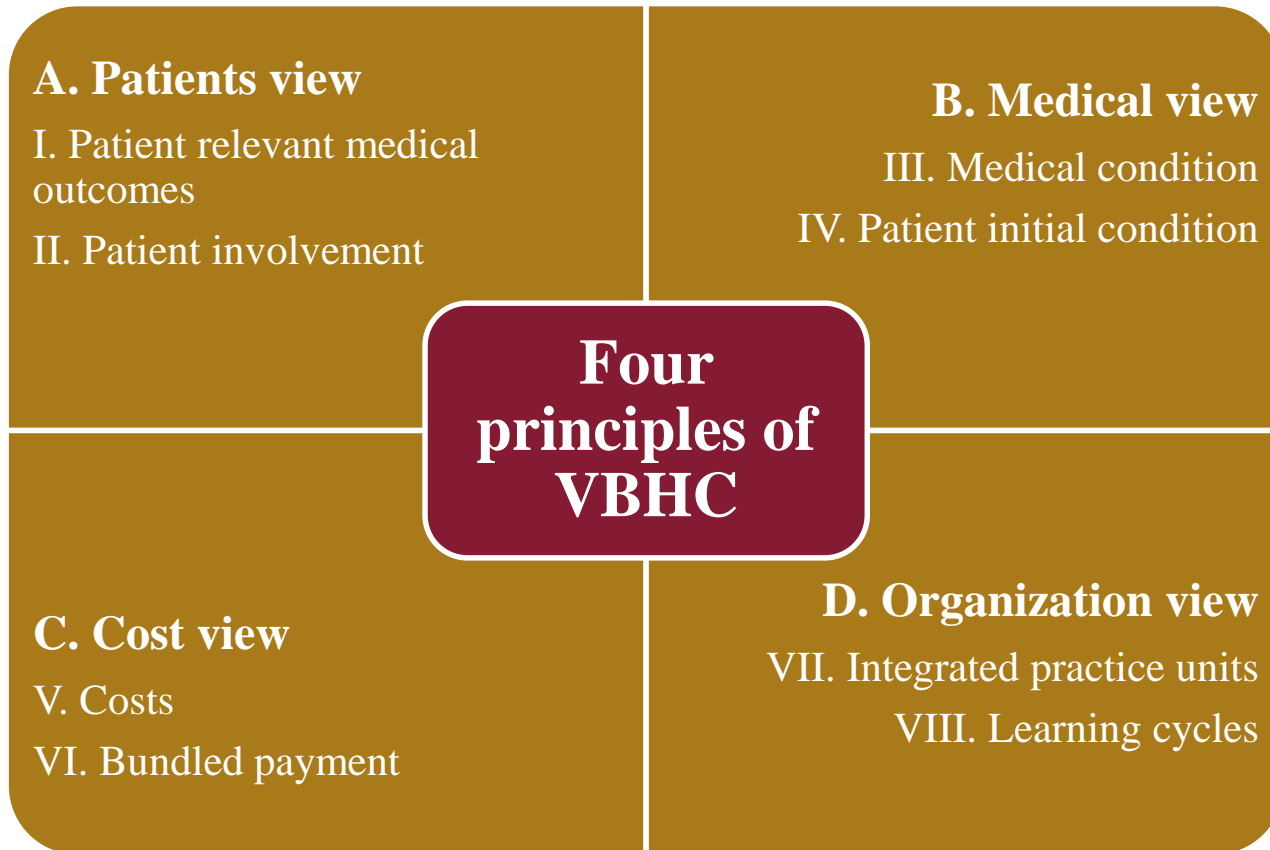 A. Patients view
I. Patient relevant medical
outcomes
II. Patient involvement
B. Medical view
III. Medical condition
IV. Patient initial condition
Four
principles of
VBHC
C. Cost view
V. Costs
VI. Bundled payment
D. Organization view
VII. Integrated practice units
VIII. Learning cycles